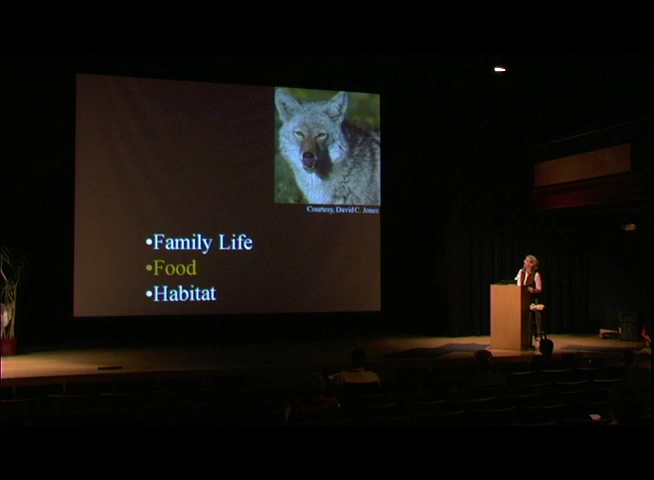 Courtesy, David C. Jones
•Family Life
•Food
•Habitat